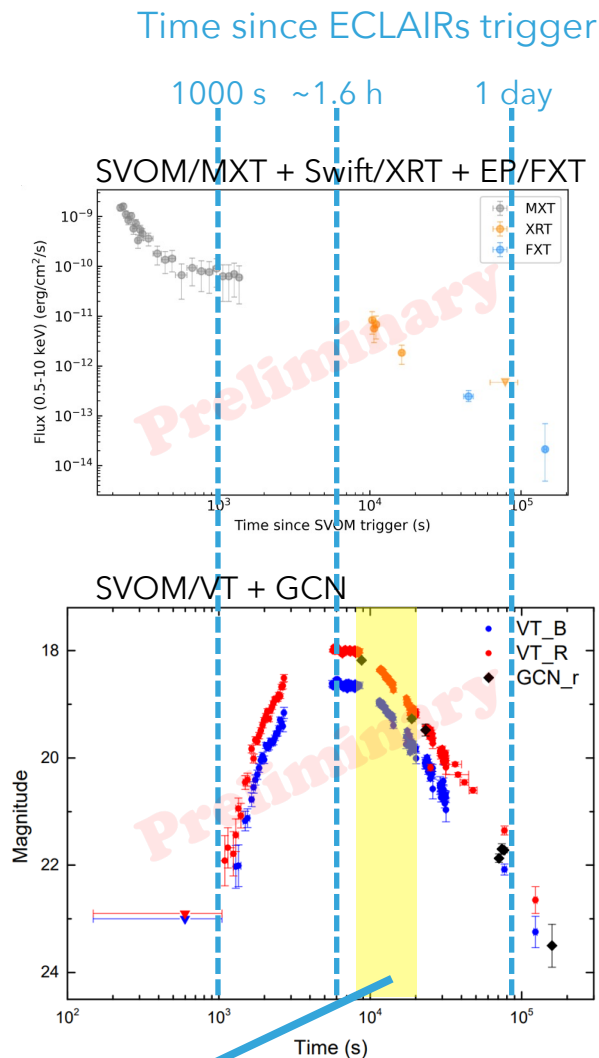 Time since ECLAIRs trigger
1000 s ~1.6 h 1 day
SVOM/MXT + Swift/XRT + EP/FXT
MXT
XRT
FXT
10⁻⁹
10⁻¹⁰
10⁻¹¹
10⁻¹²
10⁻¹³
10⁻¹⁴
Flux (0.5-10 keV) (erg/cm²/s)
Preliminary
10³ 10⁴ 10⁵
Time since SVOM trigger (s)
SVOM/VT + GCN
VT_B
VT_R
GCN_r
18
20
22
24
Magnitude
Preliminary
10² 10³ 10⁴ 10⁵
Time (s)